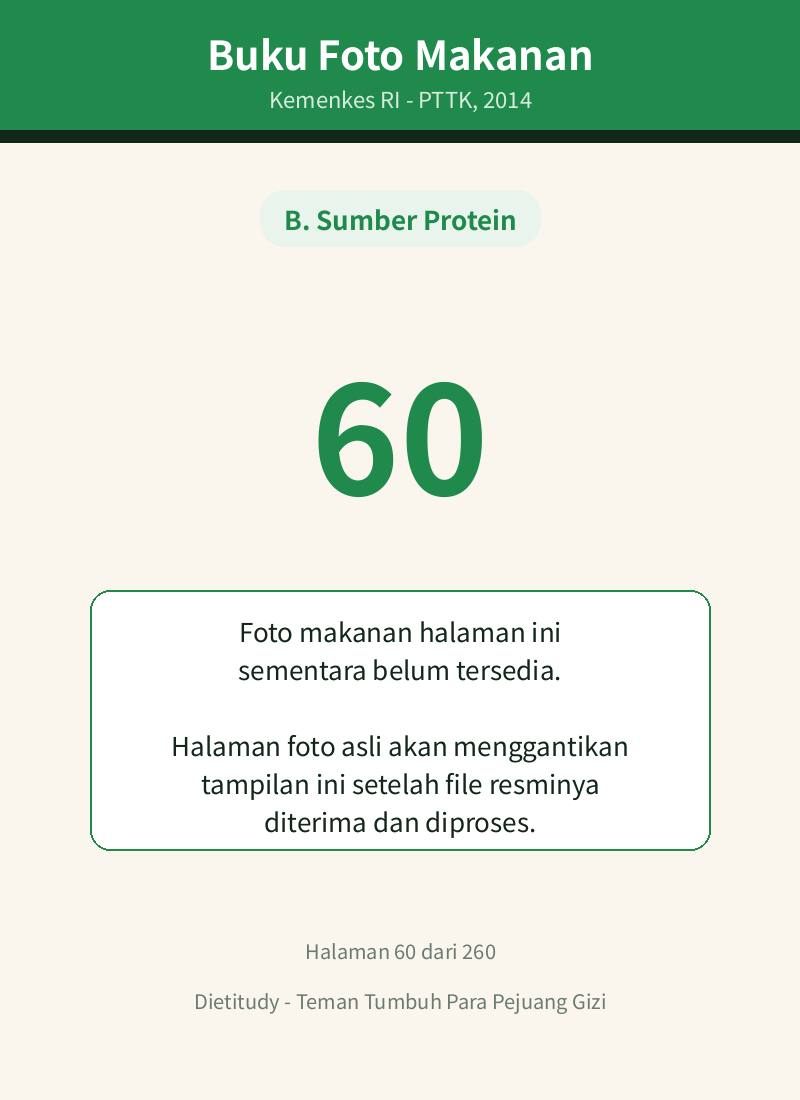 Buku Foto Makanan
Kemenkes RI - PTTK, 2014
B. Sumber Protein
60
Foto makanan halaman ini
sementara belum tersedia.
Halaman foto asli akan menggantikan
tampilan ini setelah file resminya
diterima dan diproses.
Halaman 60 dari 260
Dietitudy - Teman Tumbuh Para Pejuang Gizi